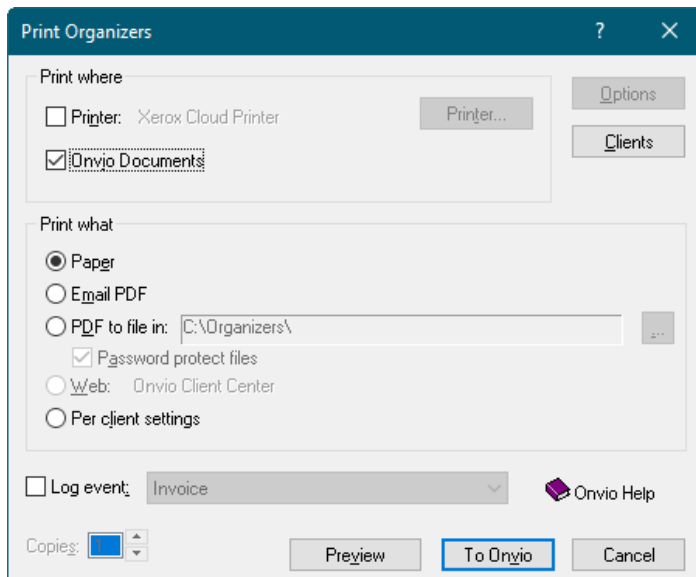 Print Organizers
?
Print where
Printer: Xerox Cloud Printer
Printer...
Options
Clients
Onvio Documents
Print what
Paper
Email PDF
PDF to file in: C:\Organizers\
...
Password protect files
Web: Onvio Client Center
Per client settings
Log event: Invoice
Onvio Help
Copies: 1
Preview
To Onvio
Cancel